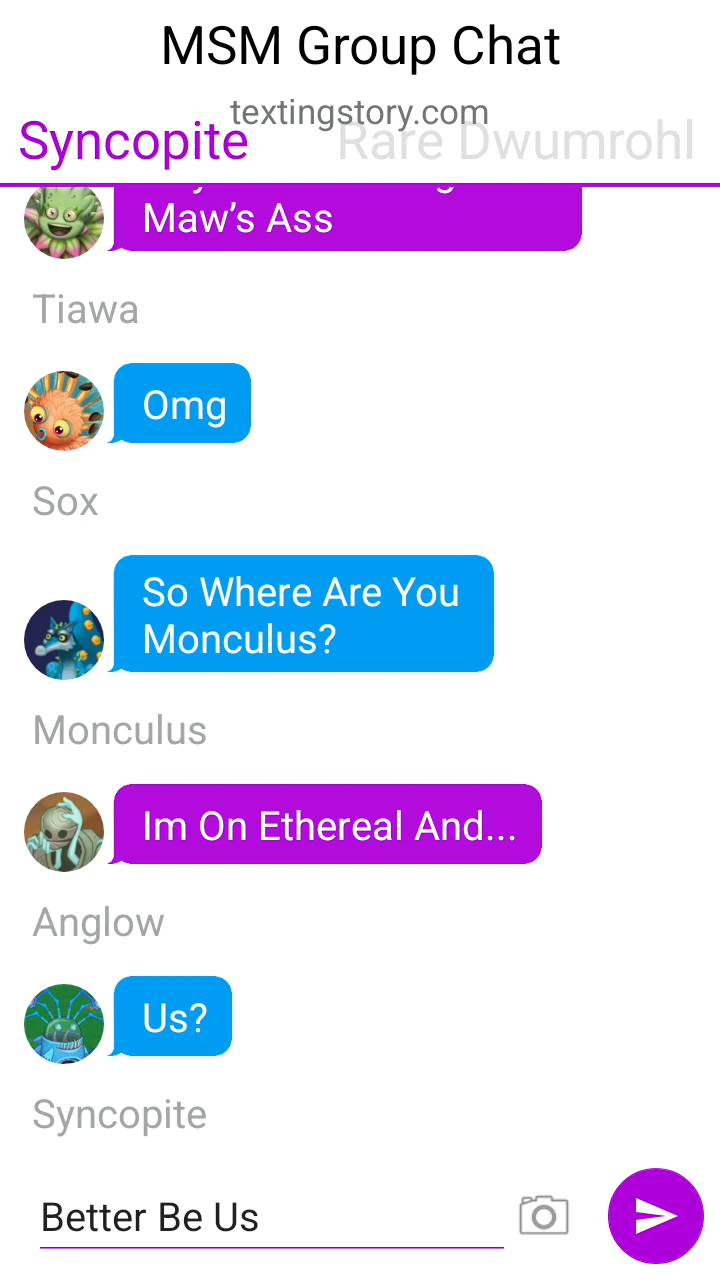 MSM Group Chat
textingstory.com
Syncopite Rare Dwumrohl
Maw’s Ass
Tiawa
Omg
Sox
So Where Are You
Monculus?
Monculus
Im On Ethereal And...
Anglow
Us?
Syncopite
Better Be Us